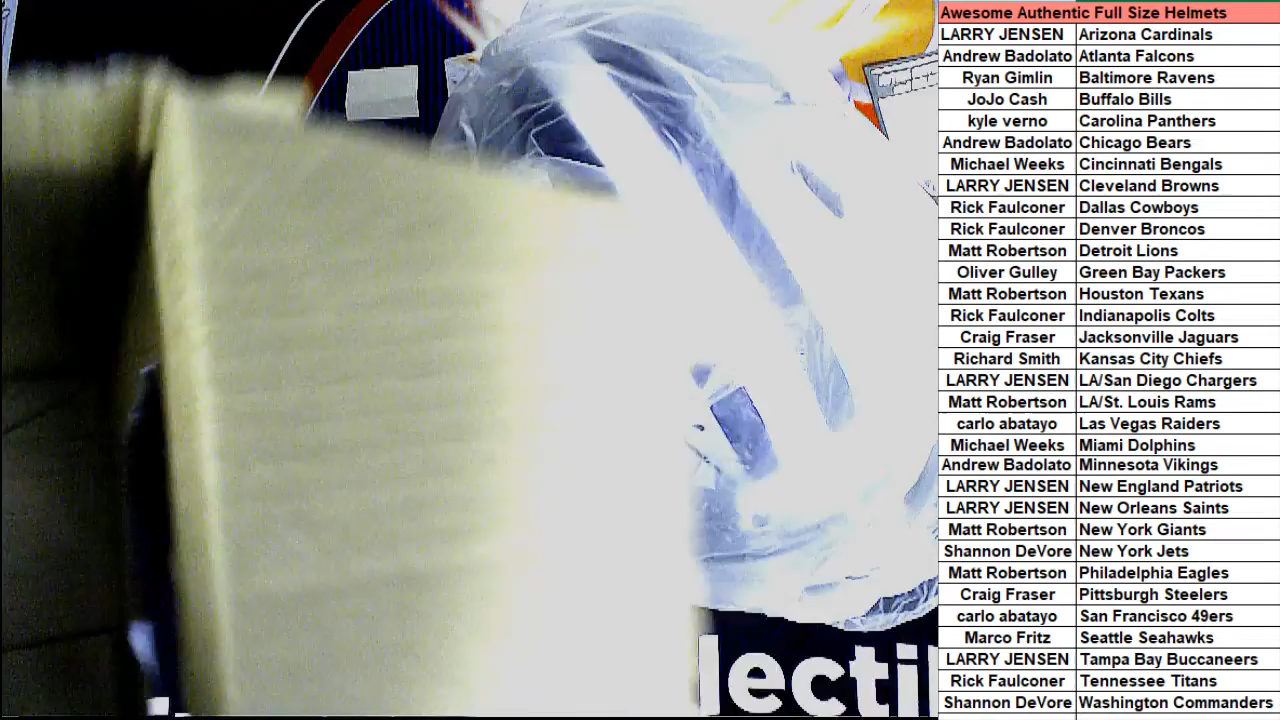 Awesome Authentic Full Size Helmets
LARRY JENSEN Arizona Cardinals
Andrew Badolato Atlanta Falcons
Ryan Gimlin Baltimore Ravens
JoJo Cash Buffalo Bills
kyle verno Carolina Panthers
Andrew Badolato Chicago Bears
Michael Weeks Cincinnati Bengals
LARRY JENSEN Cleveland Browns
Rick Faulconer Dallas Cowboys
Rick Faulconer Denver Broncos
Matt Robertson Detroit Lions
Oliver Gulley Green Bay Packers
Matt Robertson Houston Texans
Rick Faulconer Indianapolis Colts
Craig Fraser Jacksonville Jaguars
Richard Smith Kansas City Chiefs
LARRY JENSEN LA/San Diego Chargers
Matt Robertson LA/St. Louis Rams
carlo abatayo Las Vegas Raiders
Michael Weeks Miami Dolphins
Andrew Badolato Minnesota Vikings
LARRY JENSEN New England Patriots
LARRY JENSEN New Orleans Saints
Matt Robertson New York Giants
Shannon DeVore New York Jets
Matt Robertson Philadelphia Eagles
Craig Fraser Pittsburgh Steelers
carlo abatayo San Francisco 49ers
Marco Fritz Seattle Seahawks
LARRY JENSEN Tampa Bay Buccaneers
Rick Faulconer Tennessee Titans
Shannon DeVore Washington Commanders
lecti